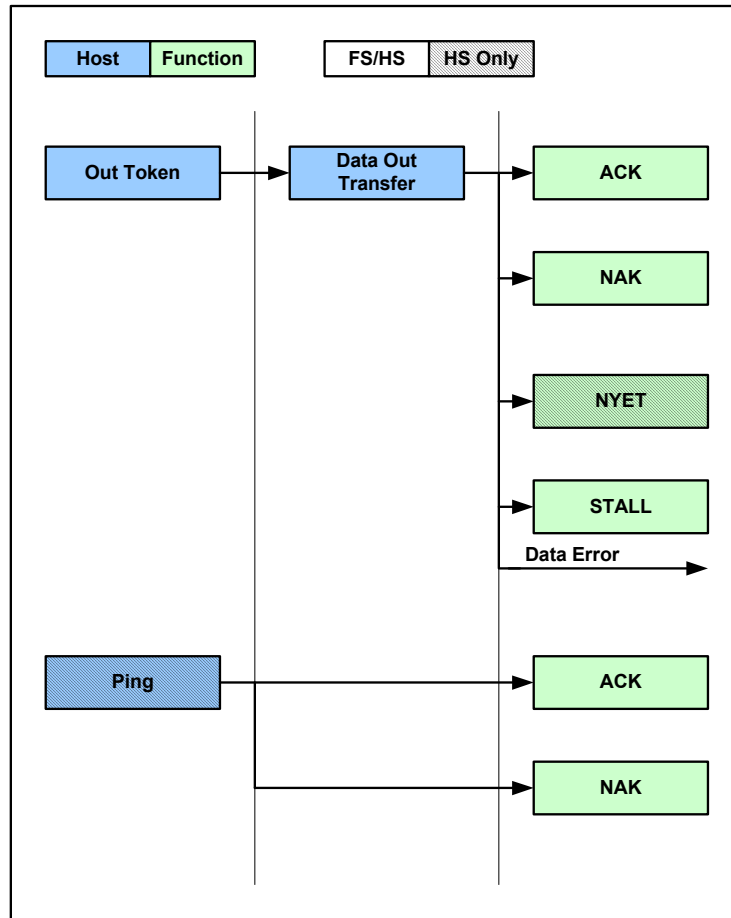 Host
Function
FS/HS
HS Only
Out Token
Data Out
Transfer
ACK
NAK
NYET
STALL
Data Error
Ping
ACK
NAK